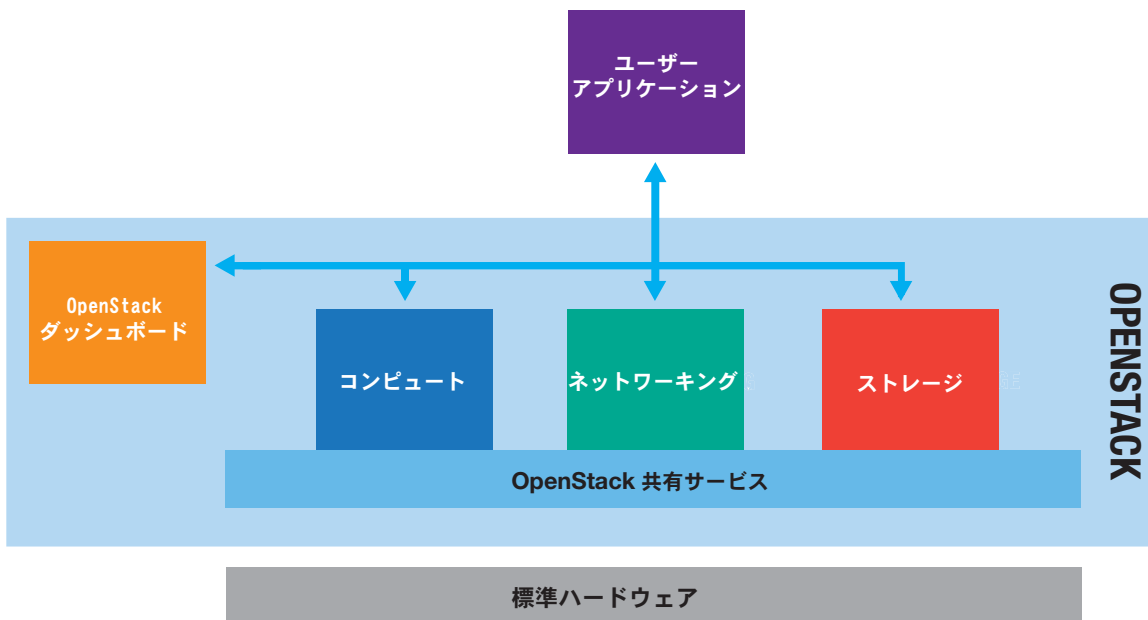 ユーザー
アプリケーション
OpenStack
ダッシュボード
コンピュート
ネットワーキング
ストレージ
OPENSTACK
OpenStack 共有サービス
標準ハードウェア